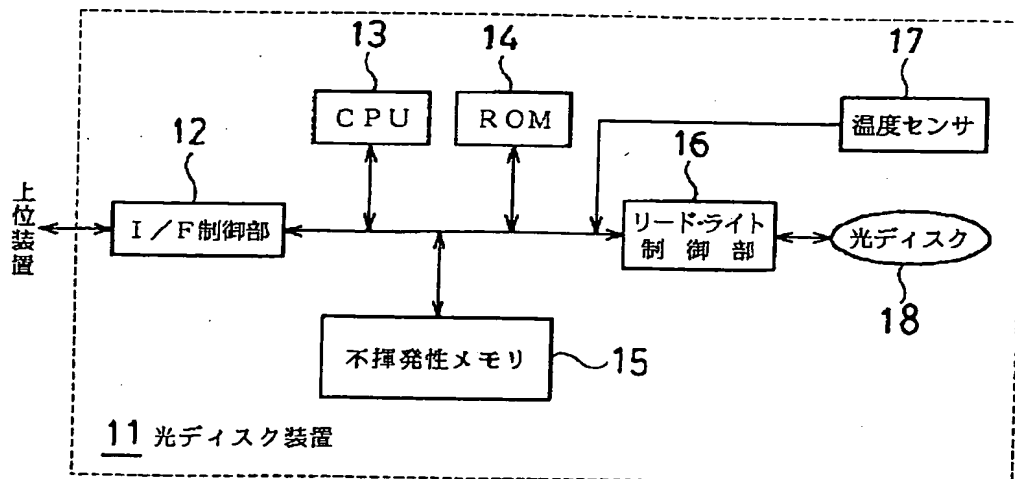 13
14
17
CPU
ROM
温度センサ
12
16
上位装置
I/F制御部
リード・ライト
制御部
光ディスク
18
不揮発性メモリ
15
11 光ディスク装置